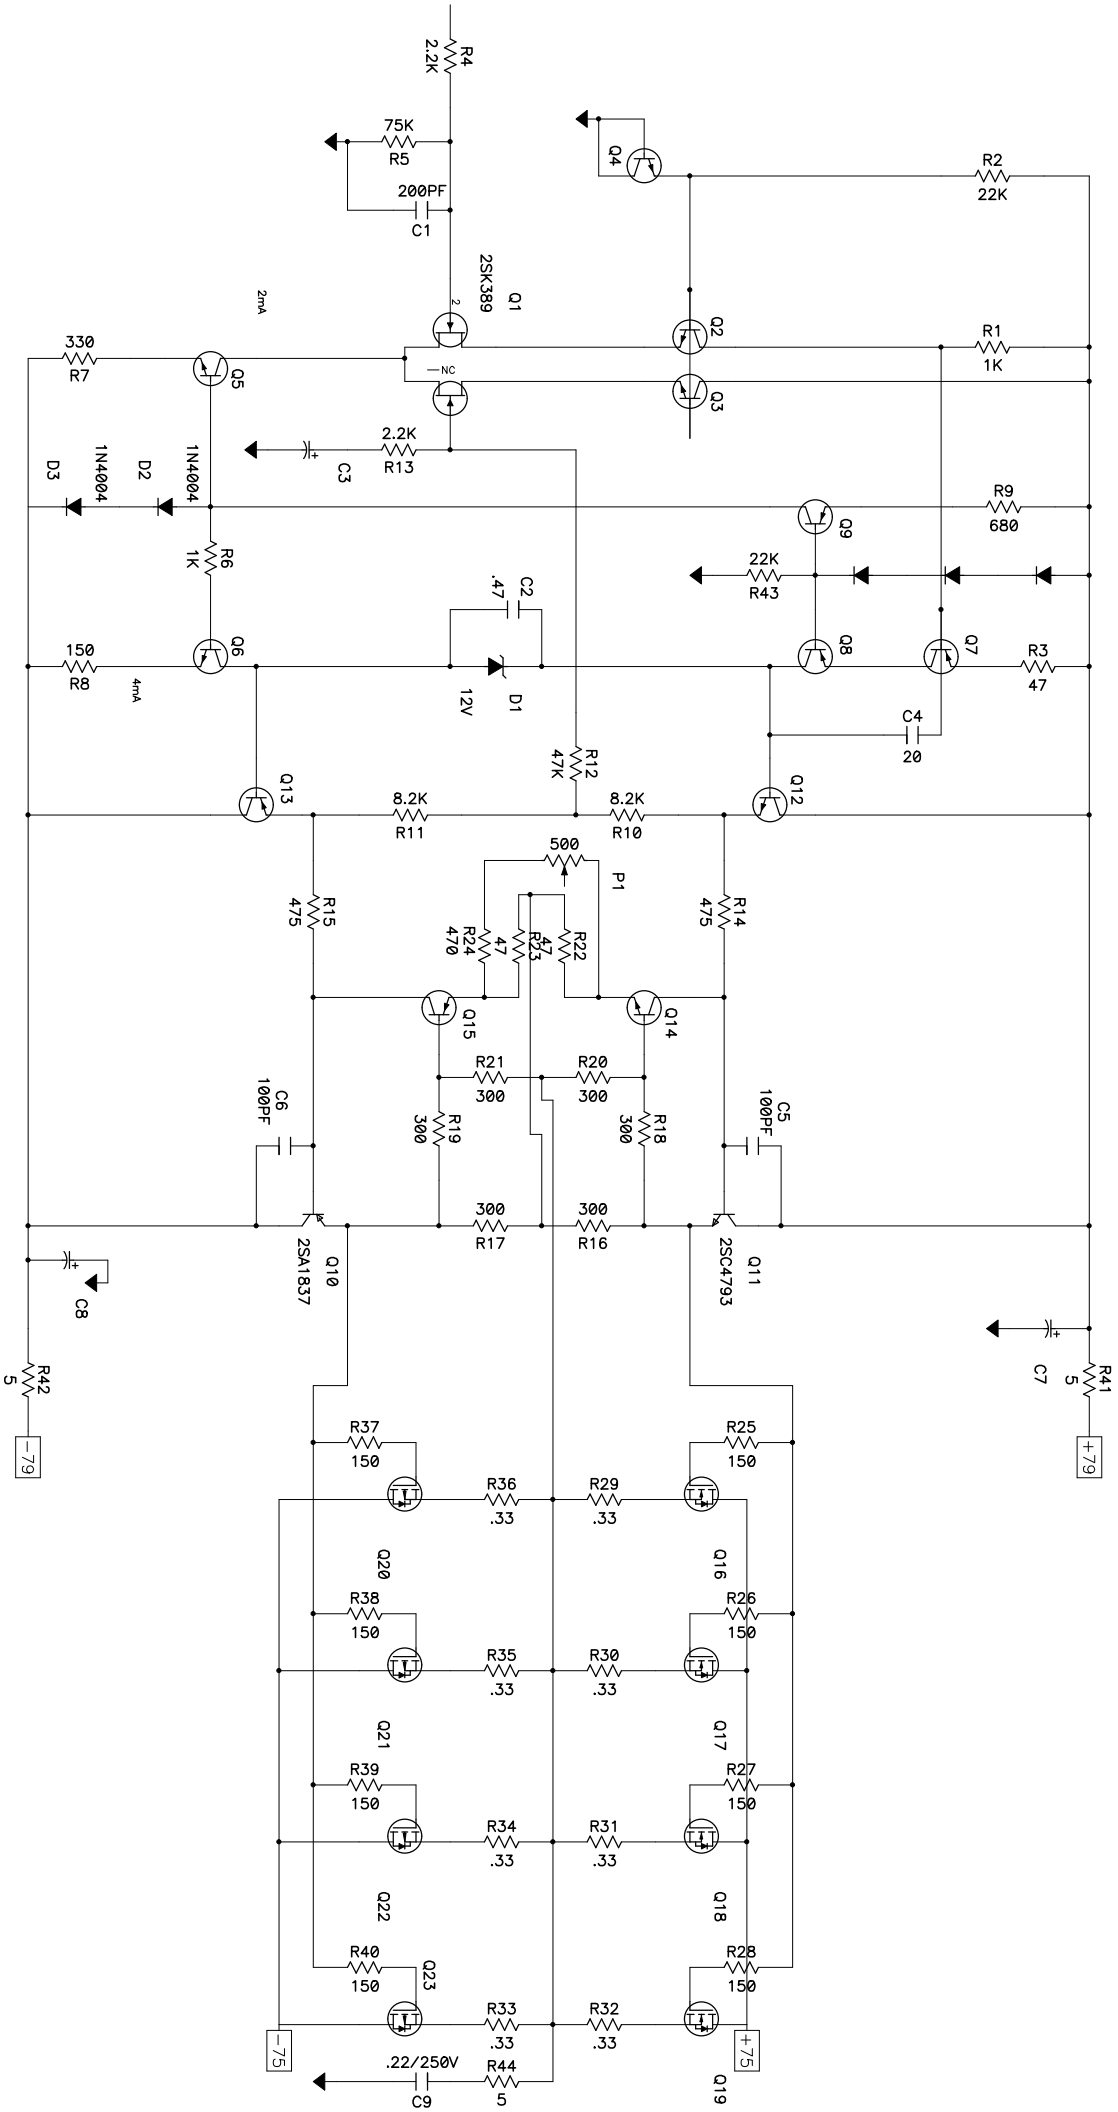 R4
2.2K
75K
R5
200PF
C1
Q4
R2
22K
2SK389
Q1
2
2mA
330
R7
Q5
NC
Q2
Q3
R1
1K
2.2K
R13
C3
D3
1N4004
D2
1N4004
R6
1K
Q9
R9
680
22K
R43
C2
.47
Q6
150
R8
4mA
12V
D1
Q8
Q7
R3
47
C4
20
R12
47K
Q13
8.2K
R11
8.2K
R10
Q12
500
P1
R15
475
R24
470
R23
47
R22
47
R14
475
Q15
Q14
R21
300
R20
300
R19
300
R18
300
C6
100PF
C5
100PF
300
R17
300
R16
Q10
2SA1837
Q11
2SC4793
C8
C7
R42
5
-79
R41
5
+79
R37
150
R25
150
R36
.33
R29
.33
Q20
Q16
R38
150
R26
150
R35
.33
R30
.33
Q21
Q17
R39
150
R27
150
R34
.33
R31
.33
Q22
Q18
R40
150
Q23
R28
150
R33
.33
R32
.33
-75
+75
.22/250V
C9
R44
5
Q19